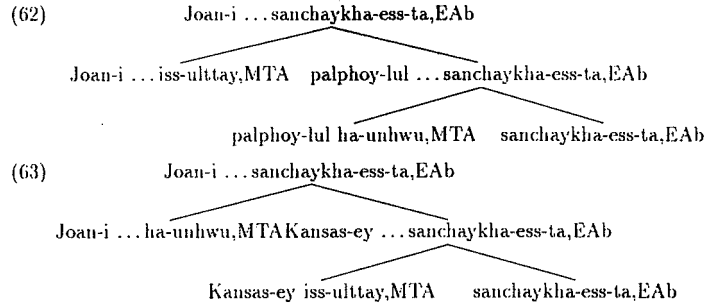 (62) Joan-i ...sanchaykha-ess-ta,EAb
Joan-i ...iss-ulttay,MTA palphoy-lul ...sanchaykha-ess-ta,EAb
palphoy-lul ha-unhwu,MTA sanchaykha-ess-ta,EAb
(63) Joan-i ...sanchaykha-ess-ta,EAb
Joan-i ...ha-unhwu,MTAKansas-ey ...sanchaykha-ess-ta,EAb
Kansas-ey iss-ulttay,MTA sanchaykha-ess-ta,EAb